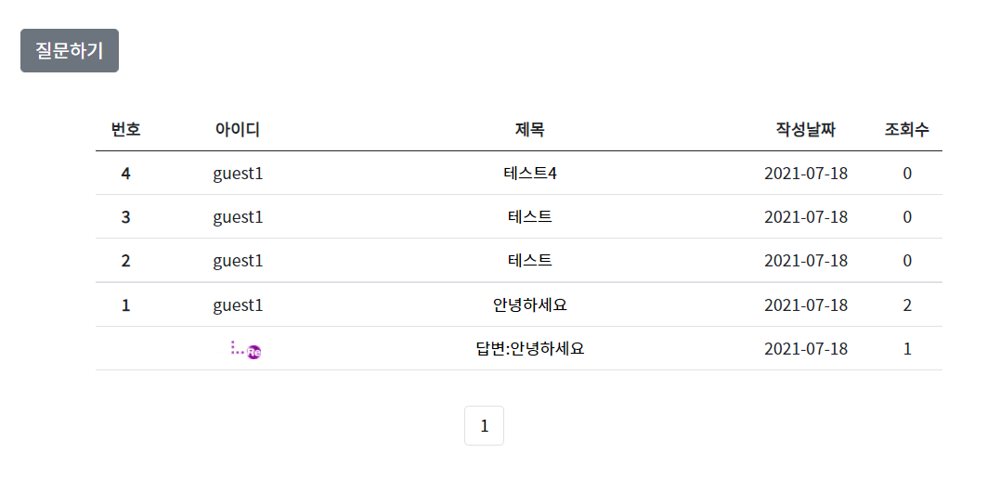 질문하기
번호 아이디 제목 작성날짜 조회수
4 guest1 테스트4 2021-07-18 0
3 guest1 테스트 2021-07-18 0
2 guest1 테스트 2021-07-18 0
1 guest1 안녕하세요 2021-07-18 2
Re 답변:안녕하세요 2021-07-18 1
1